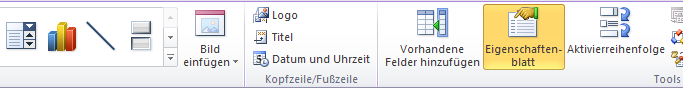 Logo
Titel
Datum und Uhrzeit
Bild
einfügen
Kopfzeile/Fußzeile
Vorhandene
Felder hinzufügen
Eigenschaften-
blatt
Aktivierreihenfolge
Tools